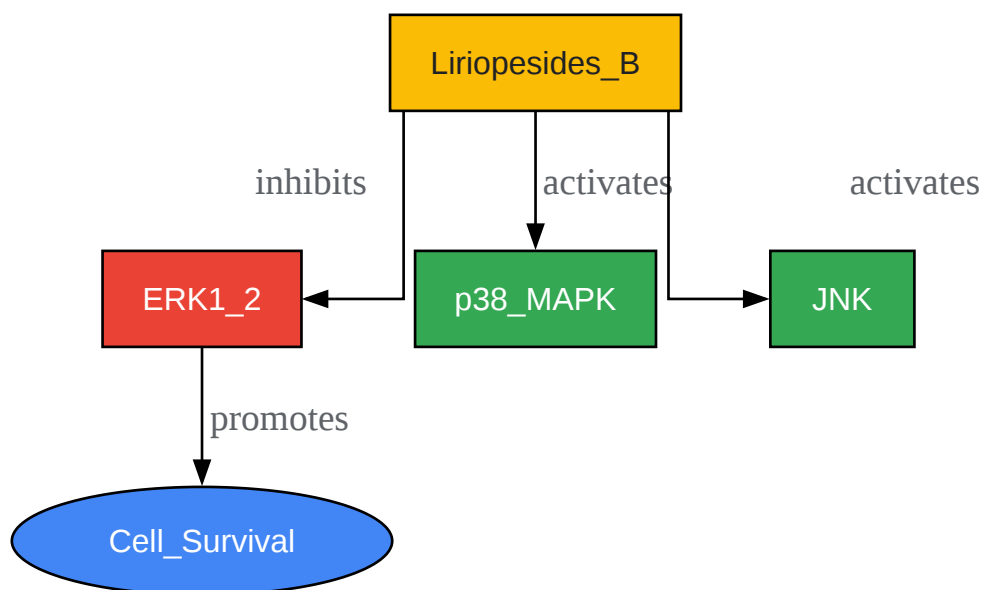 Liriopesides_B
inhibits
activates
activates
ERK1_2
p38_MAPK
JNK
promotes
Cell_Survival